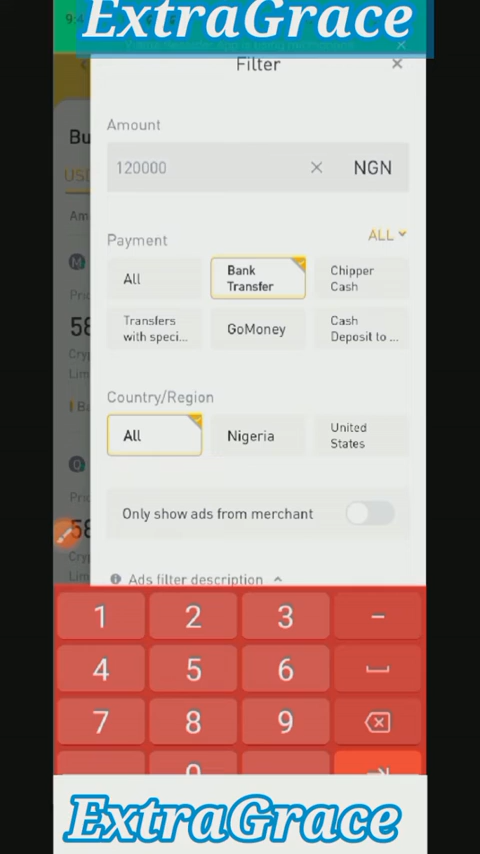 ExtraGrace
Filter
Bu
Amount
120000 NGN
Payment ALL
All
Bank
Transfer
Chipper
Cash
Transfers
with speci...
GoMoney
Cash
Deposit to ...
Country/Region
All
Nigeria
United
States
Only show ads from merchant
Ads filter description
1 2 3 -
4 5 6
7 8 9
0
ExtraGrace